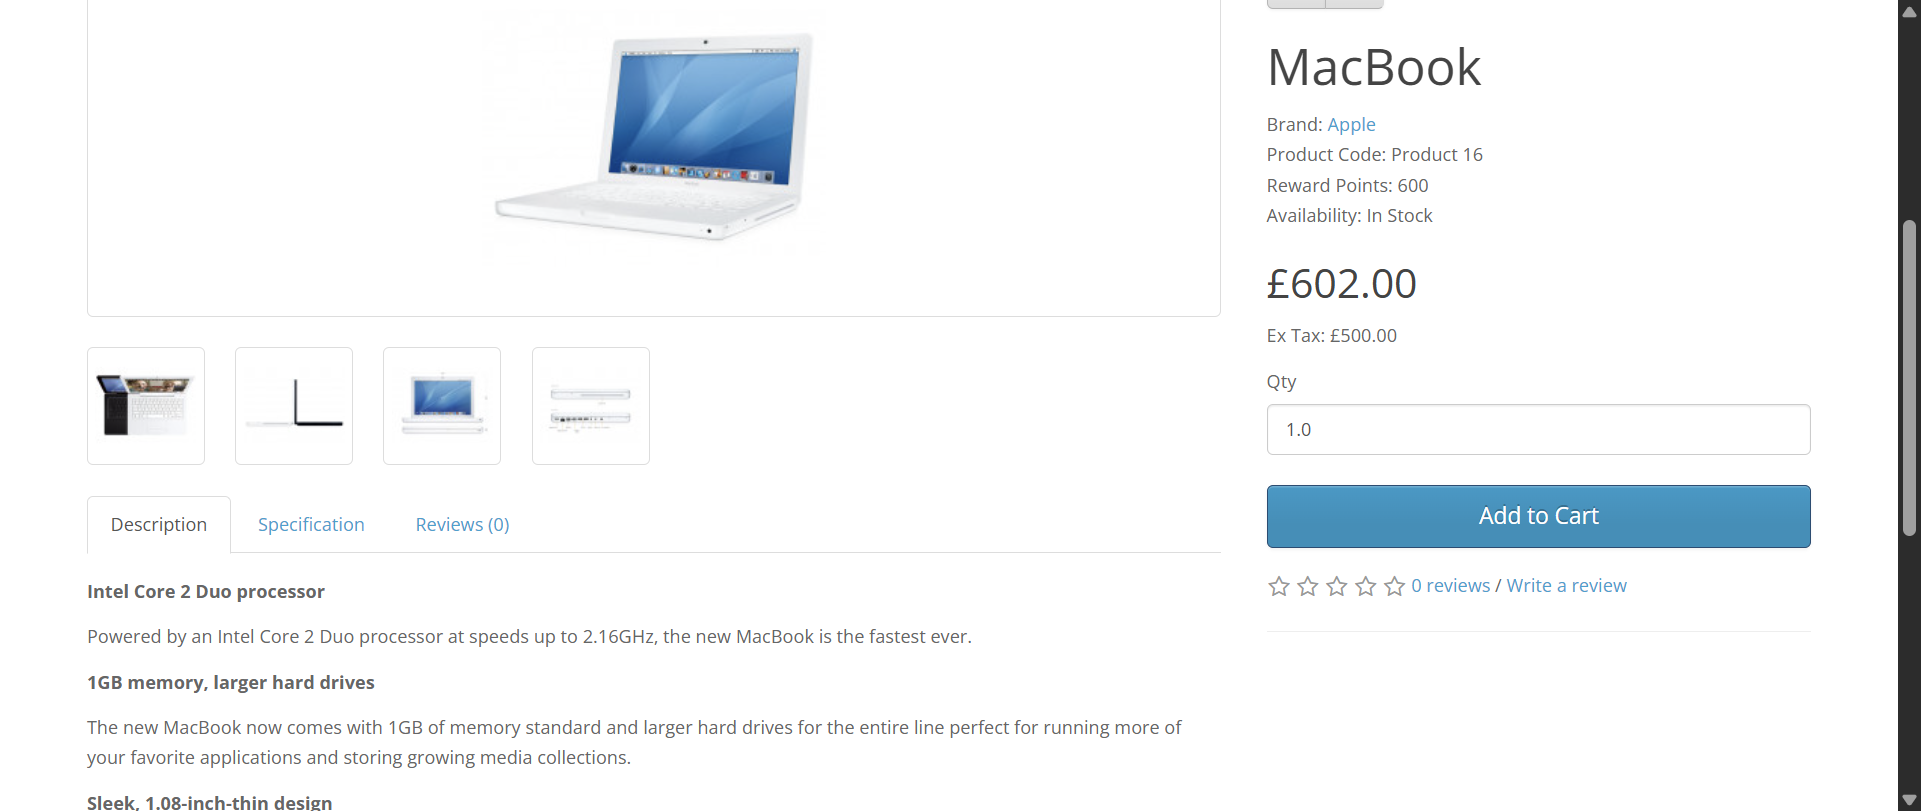 MacBook
Brand: Apple
Product Code: Product 16
Reward Points: 600
Availability: In Stock
£602.00
Ex Tax: £500.00
Qty
1.0
Add to Cart
0 reviews / Write a review
Description
Specification
Reviews (0)
Intel Core 2 Duo processor
Powered by an Intel Core 2 Duo processor at speeds up to 2.16GHz, the new MacBook is the fastest ever.
1GB memory, larger hard drives
The new MacBook now comes with 1GB of memory standard and larger hard drives for the entire line perfect for running more of
your favorite applications and storing growing media collections.
Sleek, 1.08-inch-thin design